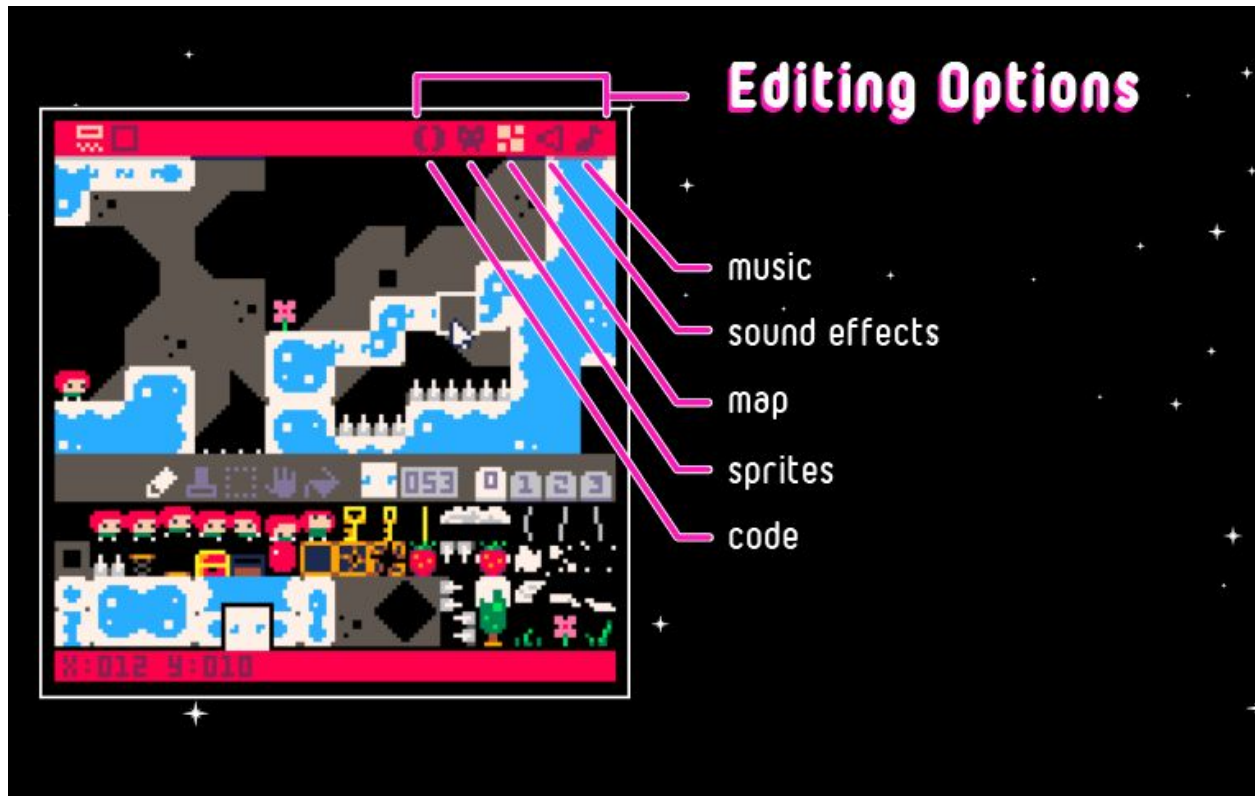 Editing Options
music
sound effects
map
sprites
code
053 0 1 2 3
X:012 Y:010